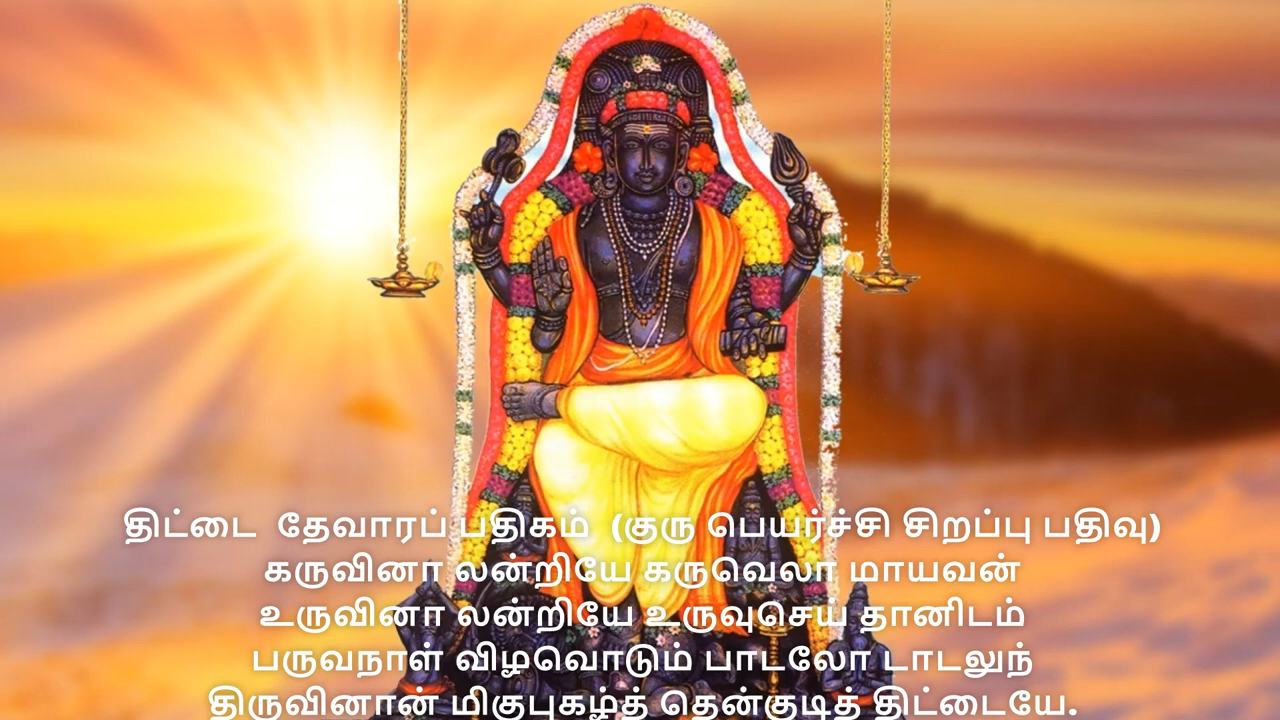 திட்டை தேவாரப் பதிகம் (குரு பெயர்ச்சி சிறப்பு பதிவு)
கருவினா லன்றியே கருவெலா மாயவன்
உருவினா லன்றியே உருவுசெய் தானிடம்
பருவநாள் விழவொடும் பாடலோ டாடலுந்
திருவினான் மிகுபுகழ்த் தென்குடித் திட்டையே.